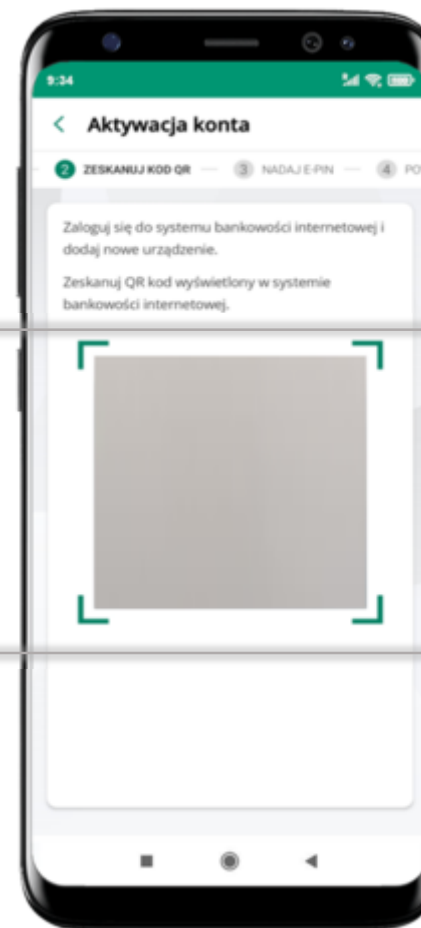 9:34
Aktywacja konta
2 ZESKANUJ KOD QR 3 NADAJ E-PIN 4 PO
Zaloguj się do systemu bankowości internetowej i
dodaj nowe urządzenie.
Zeskanuj QR kod wyświetlony w systemie
bankowości internetowej.